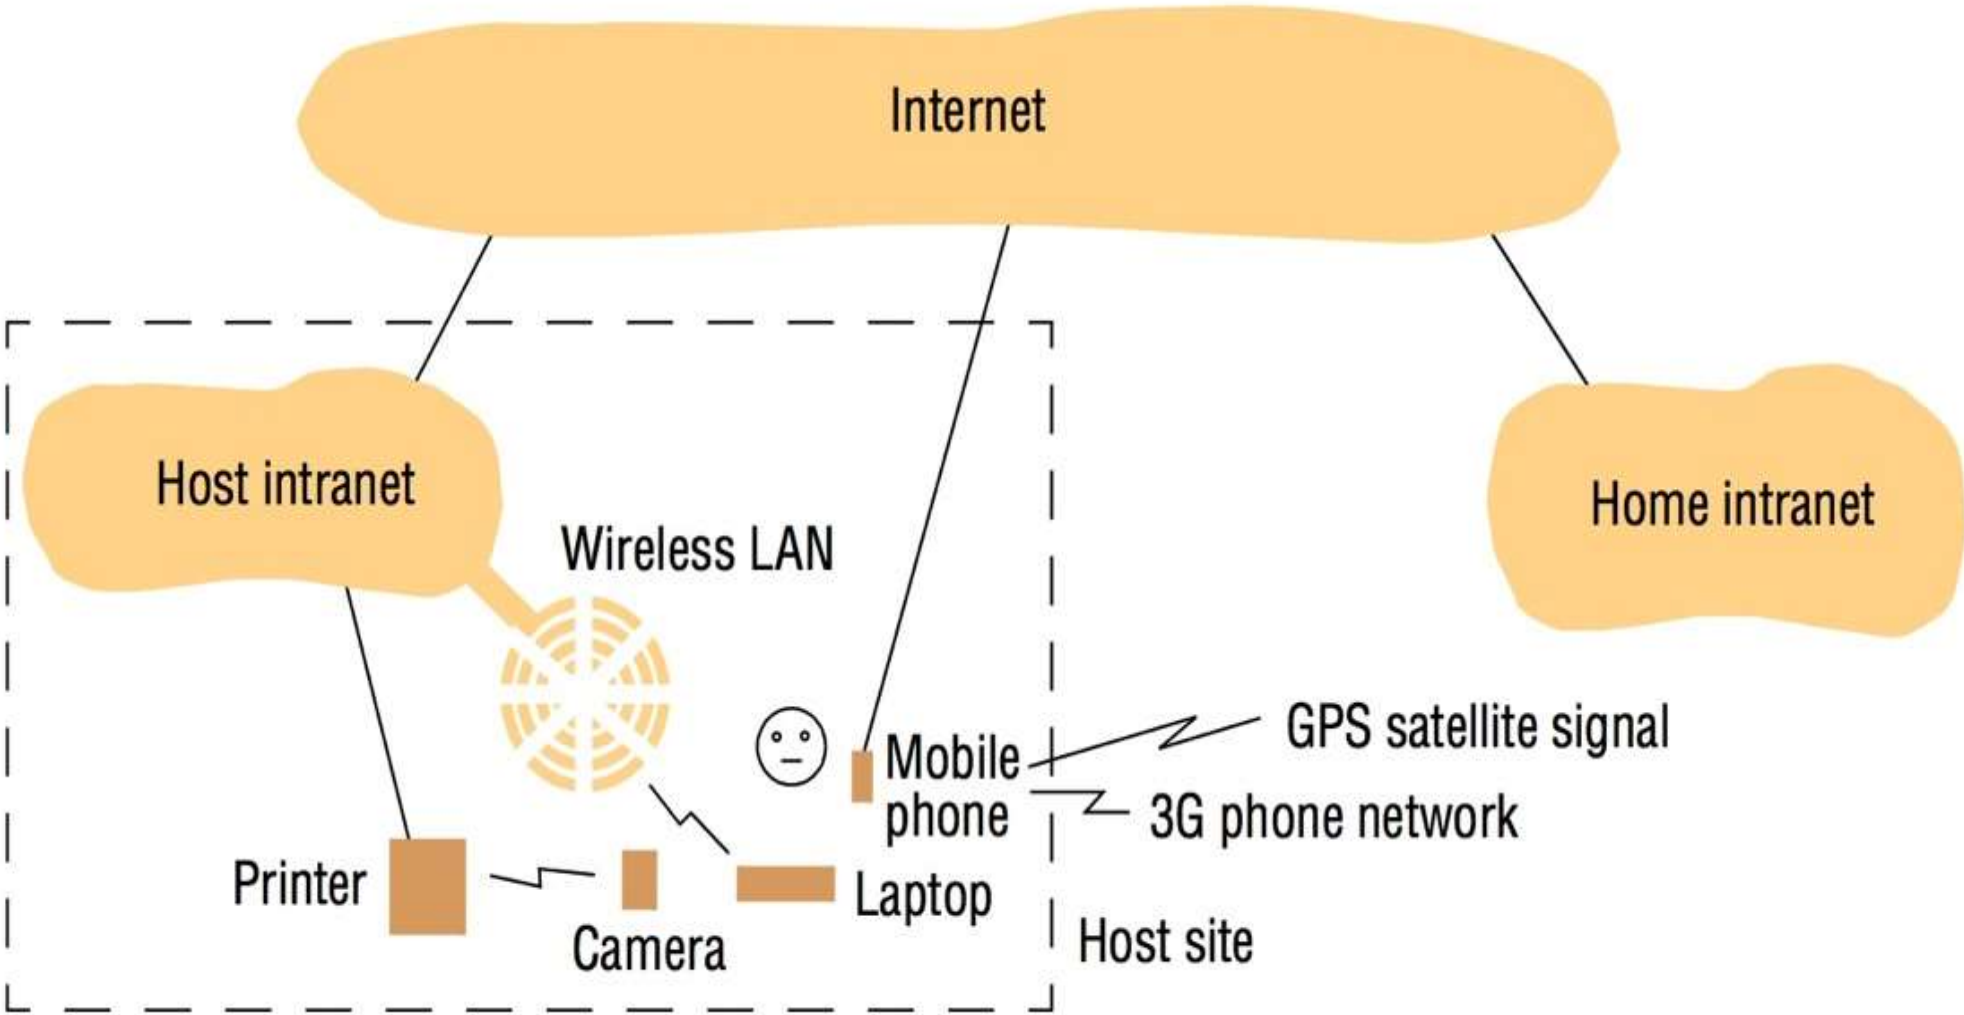 Internet
Host intranet
Wireless LAN
Home intranet
Mobile
phone
GPS satellite signal
3G phone network
Printer
Camera
Laptop
Host site